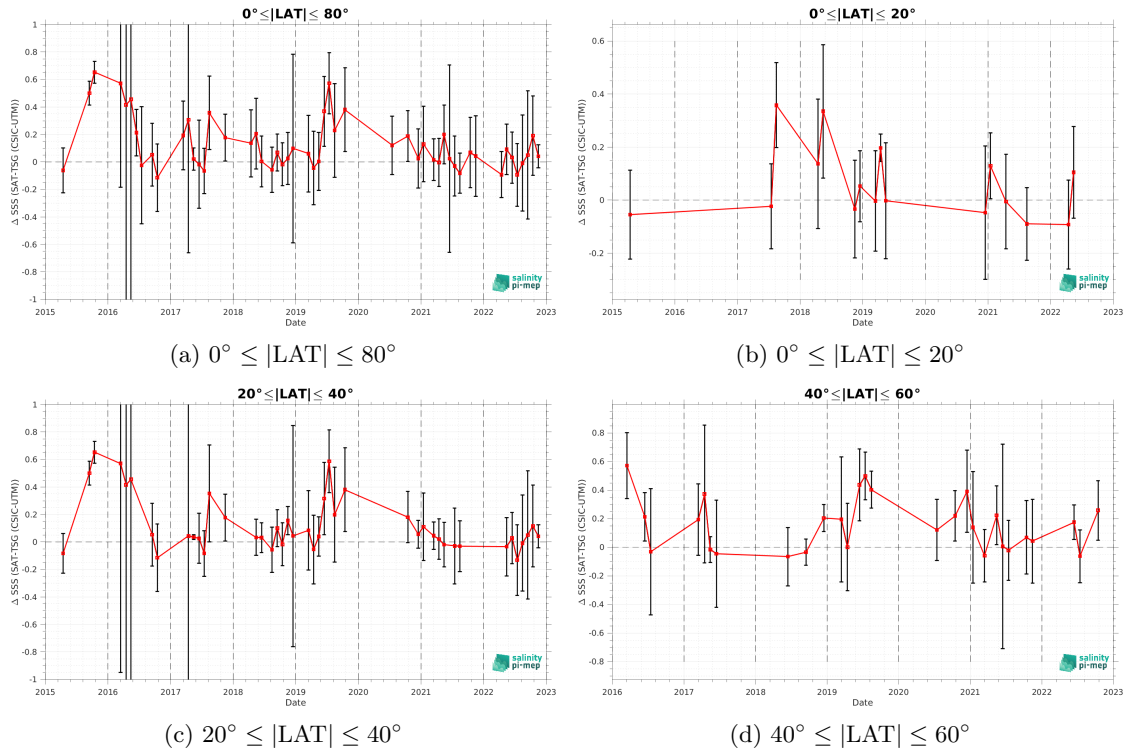 0°≤|LAT|≤ 80°
Δ SSS (SAT-TSG (CSIC-UTM))
1
0.8
0.6
0.4
0.2
0
-0.2
-0.4
-0.6
-0.8
-1
2015 2016 2017 2018 2019 2020 2021 2022 2023
Date
salinity
pi-mep
(a) 0° ≤ |LAT| ≤ 80°
0°≤|LAT|≤ 20°
Δ SSS (SAT-TSG (CSIC-UTM))
0.6
0.4
0.2
0
-0.2
2015 2016 2017 2018 2019 2020 2021 2022 2023
Date
salinity
pi-mep
(b) 0° ≤ |LAT| ≤ 20°
20°≤|LAT|≤ 40°
Δ SSS (SAT-TSG (CSIC-UTM))
1
0.8
0.6
0.4
0.2
0
-0.2
-0.4
-0.6
-0.8
-1
2015 2016 2017 2018 2019 2020 2021 2022 2023
Date
salinity
pi-mep
(c) 20° ≤ |LAT| ≤ 40°
40°≤|LAT|≤ 60°
Δ SSS (SAT-TSG (CSIC-UTM))
0.8
0.6
0.4
0.2
0
-0.2
-0.4
-0.6
-0.8
2016 2017 2018 2019 2020 2021 2022 2023
Date
salinity
pi-mep
(d) 40° ≤ |LAT| ≤ 60°